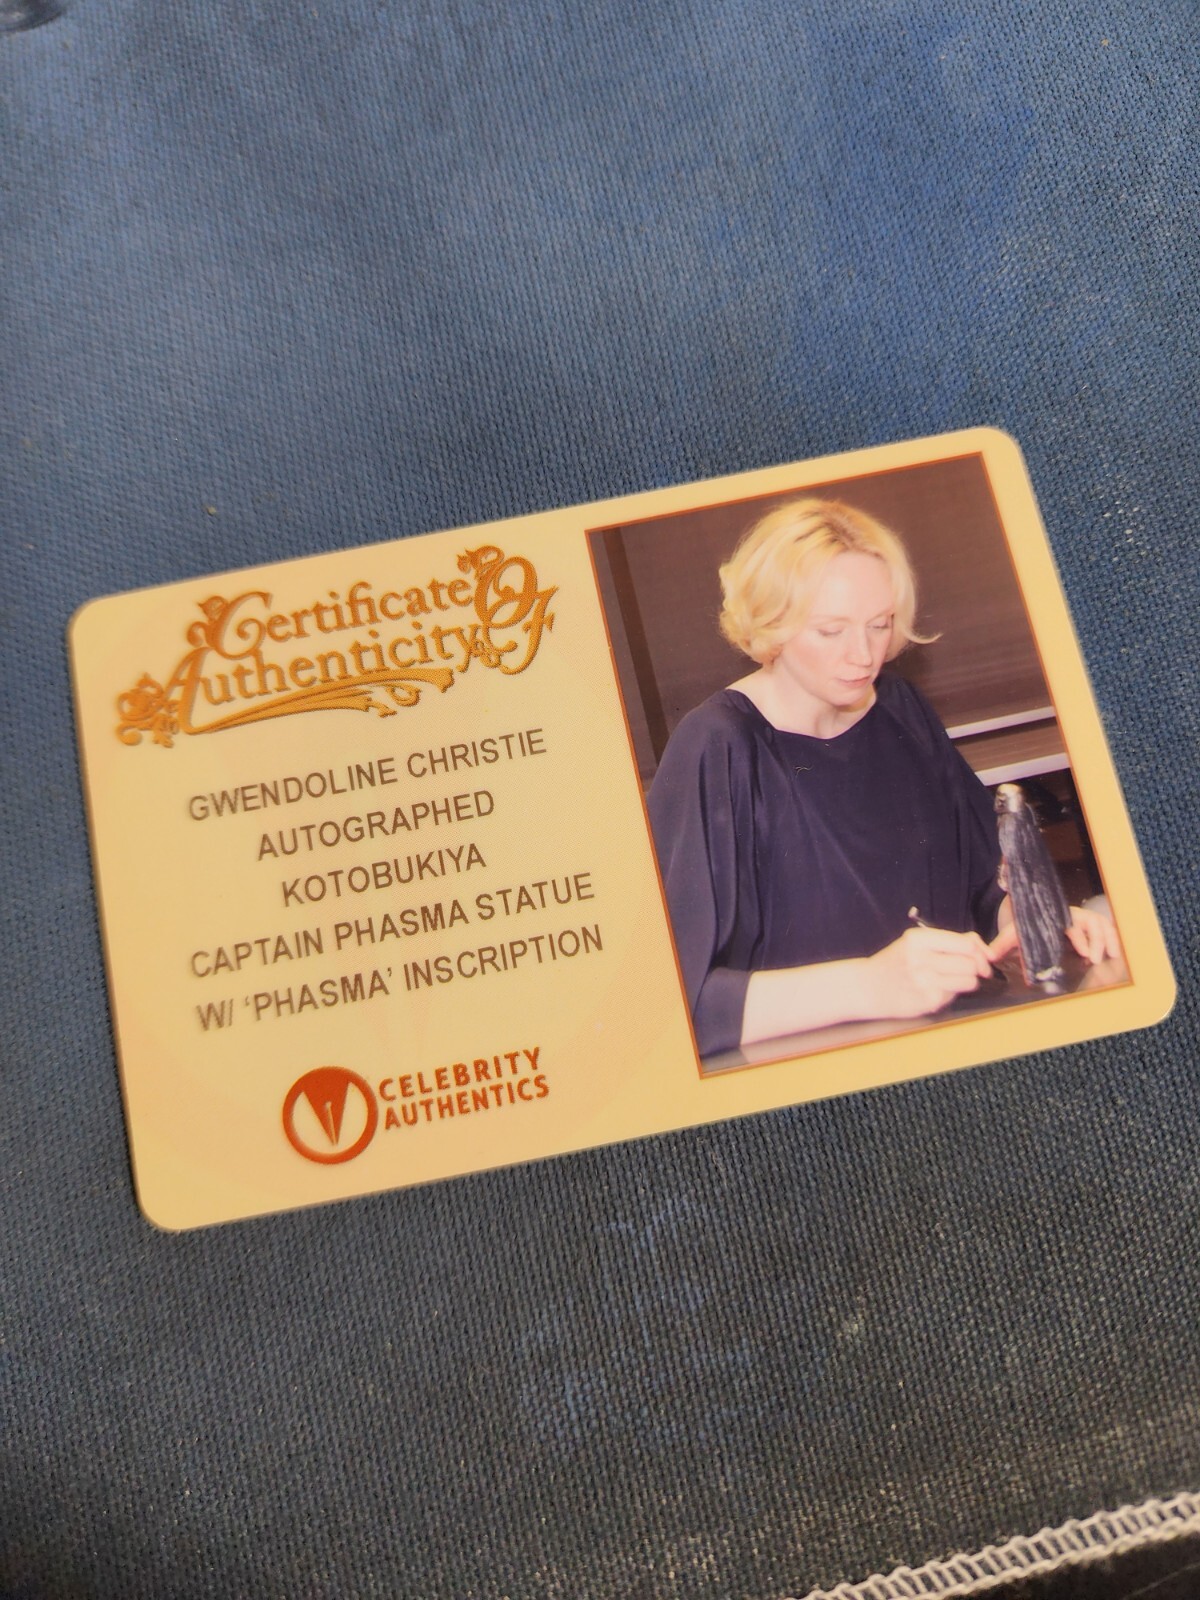 Certificate Of
Authenticity
GWENDOLINE CHRISTIE
AUTOGRAPHED
KOTOBUKIYA
CAPTAIN PHASMA STATUE
W/ ‘PHASMA’ INSCRIPTION
CELEBRITY
AUTHENTICS